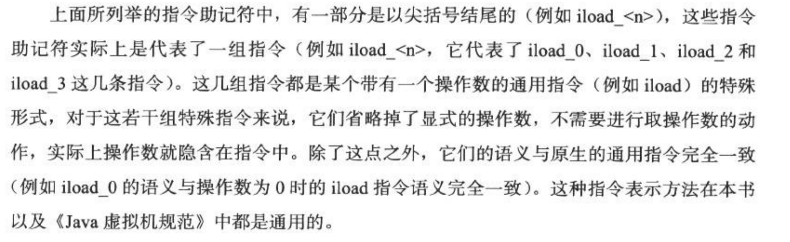 上面所列举的指令助记符中，有一部分是以尖括号结尾的（例如 iload_<n>），这些指令
助记符实际上是代表了一组指令（例如 iload_<n>，它代表了 iload_0、iload_1、iload_2 和
iload_3 这几条指令）。这几组指令都是某个带有一个操作数的通用指令（例如 iload）的特殊
形式，对于这若干组特殊指令来说，它们省略掉了显式的操作数，不需要进行取操作数的动
作，实际上操作数就隐含在指令中。除了这点之外，它们的语义与原生的通用指令完全一致
（例如 iload_0 的语义与操作数为 0 时的 iload 指令语义完全一致）。这种指令表示方法在本书
以及《Java 虚拟机规范》中都是通用的。